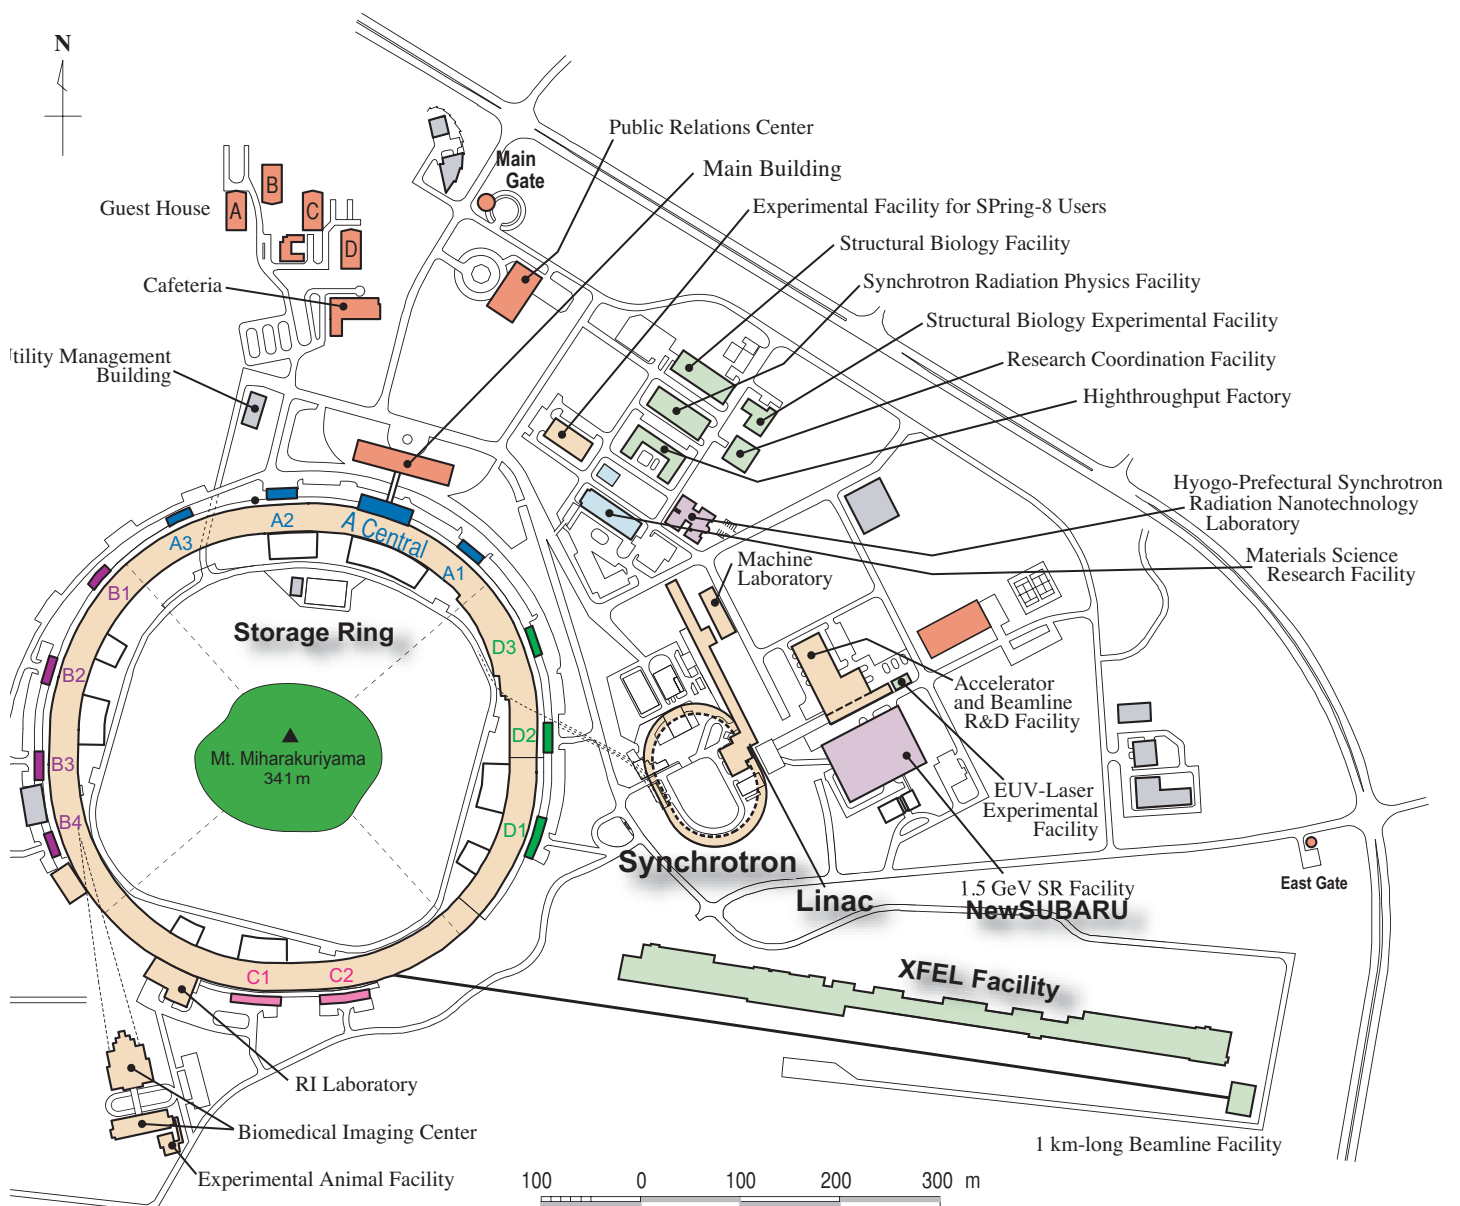 N
Public Relations Center
Main
Gate
Main Building
B
A
C
D
Guest House
Experimental Facility for SPring-8 Users
Structural Biology Facility
Cafeteria
Synchrotron Radiation Physics Facility
Structural Biology Experimental Facility
tility Management
Building
Research Coordination Facility
Highthroughput Factory
Hyogo-Prefectural Synchrotron
Radiation Nanotechnology
Laboratory
Materials Science
Research Facility
A3
A2
A Central
A1
Machine
Laboratory
B1
Storage Ring
D3
B2
Accelerator
and Beamline
R&D Facility
D2
B3
Mt. Miharakuriyama
341 m
EUV-Laser
Experimental
Facility
B4
D1
Synchrotron
Linac
1.5 GeV SR Facility
NewSUBARU
East Gate
C1
C2
XFEL Facility
RI Laboratory
Biomedical Imaging Center
1 km-long Beamline Facility
Experimental Animal Facility
100 0 100 200 300 m